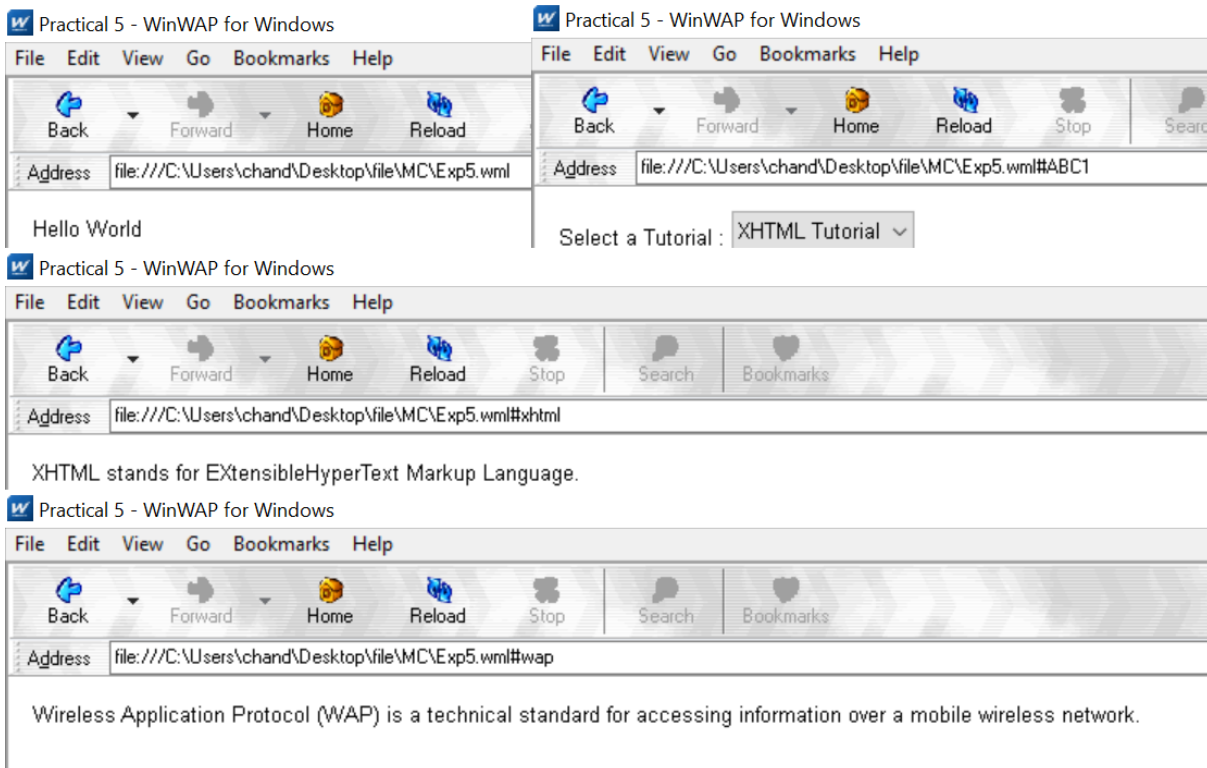 Practical 5 - WinWAP for Windows
File Edit View Go Bookmarks Help
Back Forward Home Reload
Address file:///C:\Users\chand\Desktop\file\MC\Exp5.wml
Hello World
Practical 5 - WinWAP for Windows
File Edit View Go Bookmarks Help
Back Forward Home Reload Stop Searc
Address file:///C:\Users\chand\Desktop\file\MC\Exp5.wml#ABC1
Select a Tutorial : XHTML Tutorial
Practical 5 - WinWAP for Windows
File Edit View Go Bookmarks Help
Back Forward Home Reload Stop Search Bookmarks
Address file:///C:\Users\chand\Desktop\file\MC\Exp5.wml#xhtml
XHTML stands for EXtensibleHyperText Markup Language.
Practical 5 - WinWAP for Windows
File Edit View Go Bookmarks Help
Back Forward Home Reload Stop Search Bookmarks
Address file:///C:\Users\chand\Desktop\file\MC\Exp5.wml#wap
Wireless Application Protocol (WAP) is a technical standard for accessing information over a mobile wireless network.